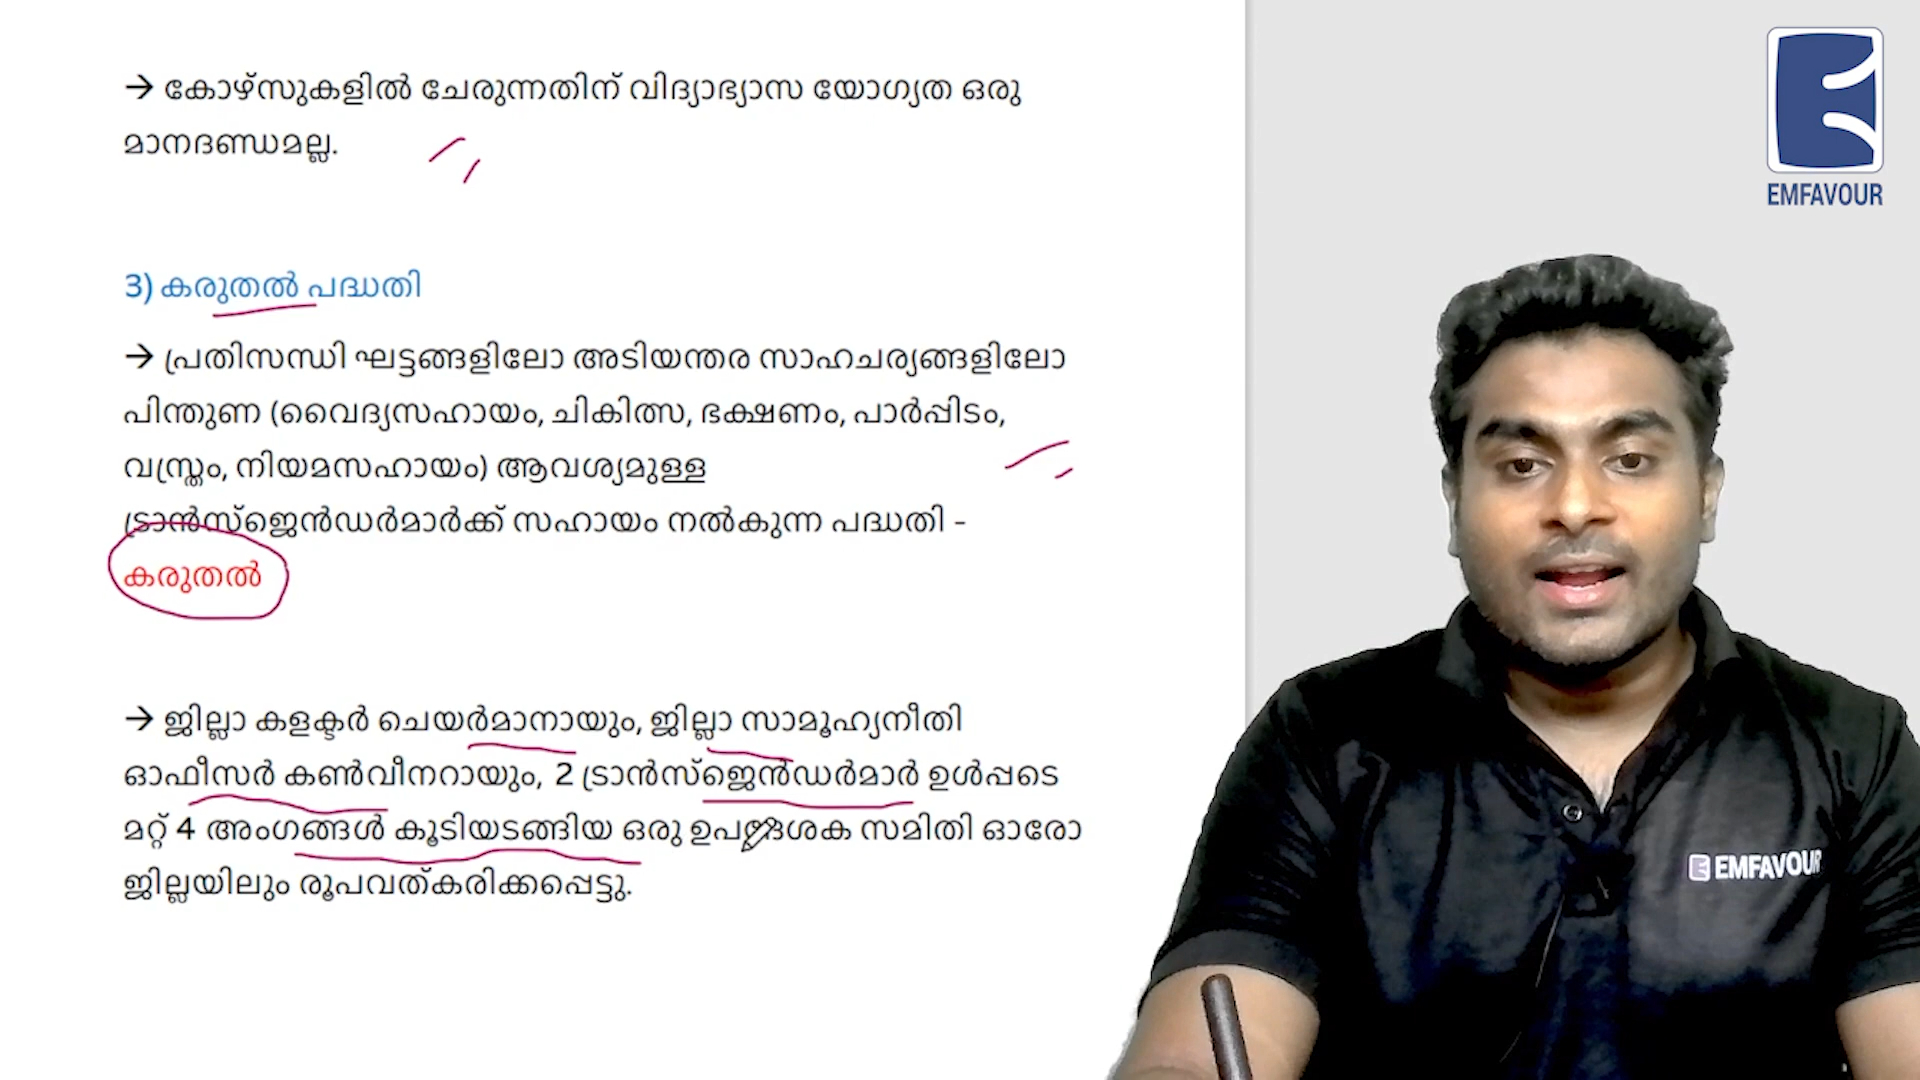 → കോഴ്സുകളിൽ ചേരുന്നതിന് വിദ്യാഭ്യാസ യോഗ്യത ഒരു
മാനദണ്ഡമല്ല.
3) കരുതൽ പദ്ധതി
→ പ്രതിസന്ധി ഘട്ടങ്ങളിലോ അടിയന്തര സാഹചര്യങ്ങളിലോ
പിന്തുണ (വൈദ്യസഹായം, ചികിത്സ, ഭക്ഷണം, പാർപ്പിടം,
വസ്ത്രം, നിയമസഹായം) ആവശ്യമുള്ള
ട്രാൻസ്ജെൻഡർമാർക്ക് സഹായം നൽകുന്ന പദ്ധതി -
കരുതൽ
→ ജില്ലാ കളക്ടർ ചെയർമാനായും, ജില്ലാ സാമൂഹ്യനീതി
ഓഫീസർ കൺവീനറായും, 2 ട്രാൻസ്ജെൻഡർമാർ ഉൾപ്പടെ
മറ്റ് 4 അംഗങ്ങൾ കൂടിയടങ്ങിയ ഒരു ഉപദേശക സമിതി ഓരോ
ജില്ലയിലും രൂപവത്കരിക്കപ്പെട്ടു.
EMFAVOUR
EMFAVOUR